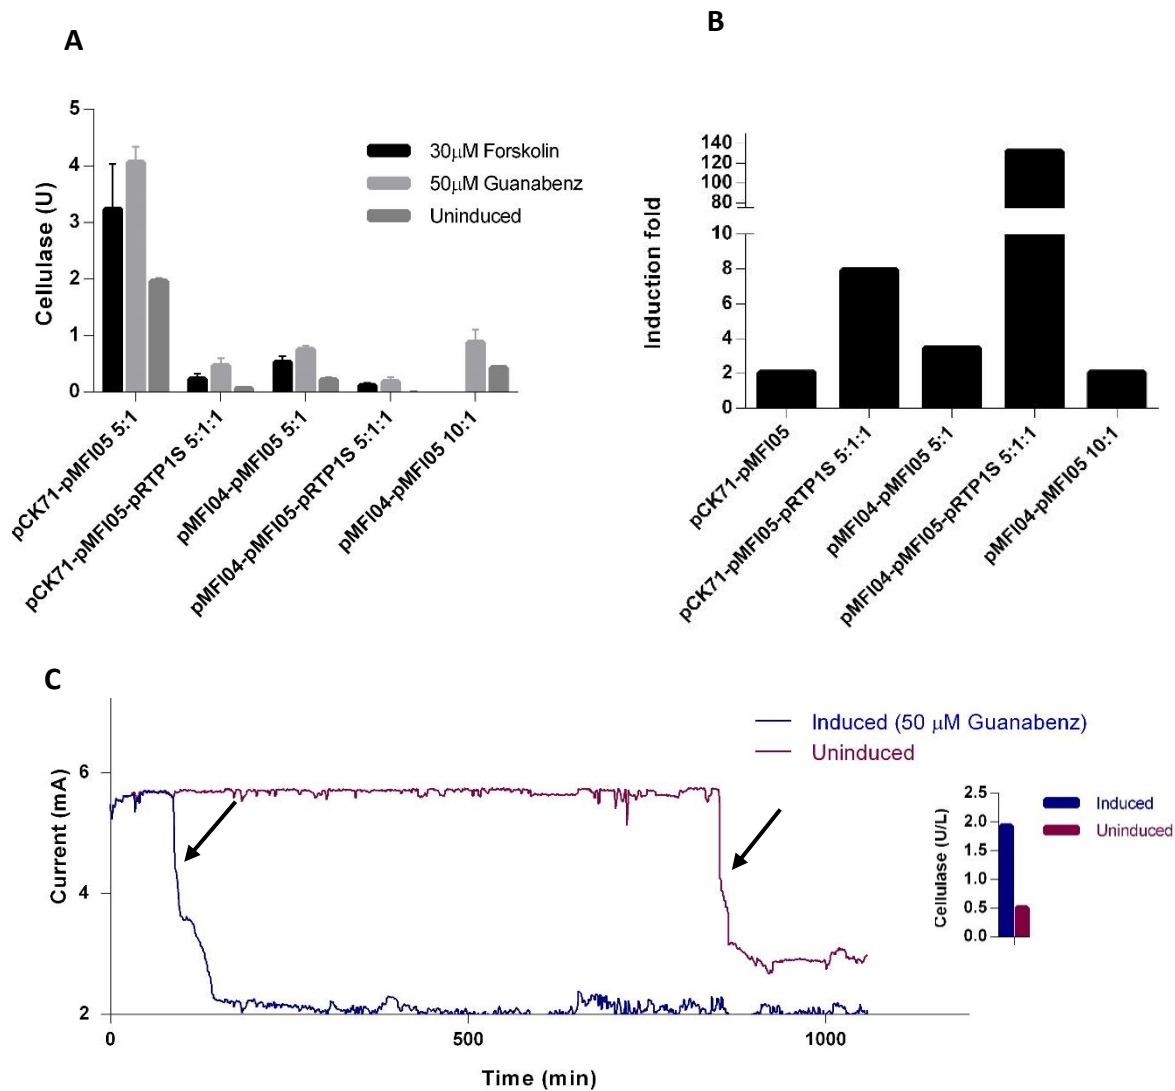 A
5
4
3
2
1
0
Cellulase (U)
30μM Forskolin
50μM Guanabenz
Uninduced
pCK71-pMFI05 5:1
pCK71-pMFI05-pRTP1S 5:1:1
pMFI04-pMFI05 5:1
pMFI04-pMFI05-pRTP1S 5:1:1
pMFI04-pMFI05 10:1
B
140
120
100
80
10
8
6
4
2
0
Induction fold
pCK71-pMFI05
pCK71-pMFI05-pRTP1S 5:1:1
pMFI04-pMFI05 5:1
pMFI04-pMFI05-pRTP1S 5:1:1
pMFI04-pMFI05 10:1
C
6
4
2
Current (mA)
0 500 1000
Time (min)
Induced (50 μM Guanabenz)
Uninduced
2.5
2.0
1.5
1.0
0.5
0.0
Cellulase (U/L)
Induced
Uninduced